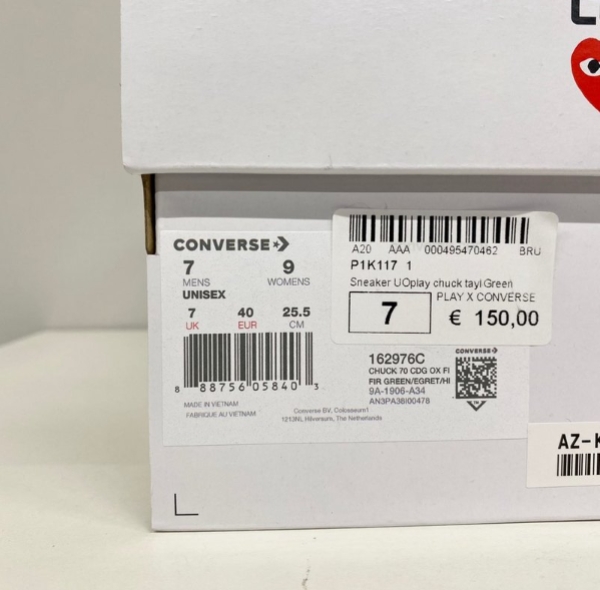 CONVERSE
7 9
MENS WOMENS
UNISEX
7 40 25.5
UK EUR CM
8 88756 05840 3
MADE IN VIETNAM
FABRIQUE AU VIETNAM
Converse BV, Colosseum1
1213NL Hilversum, The Netherlands
A20 AAA 000495470462 BRU
P1K117 1
Sneaker UOplay chuck tayl Green
PLAY X CONVERSE
7 € 150,00
162976C
CHUCK 70 CDG OX FI
FIR GREEN/EGRET/HI
9A-1906-A34
AN3PA38I00478
CONVERSE
AZ-K